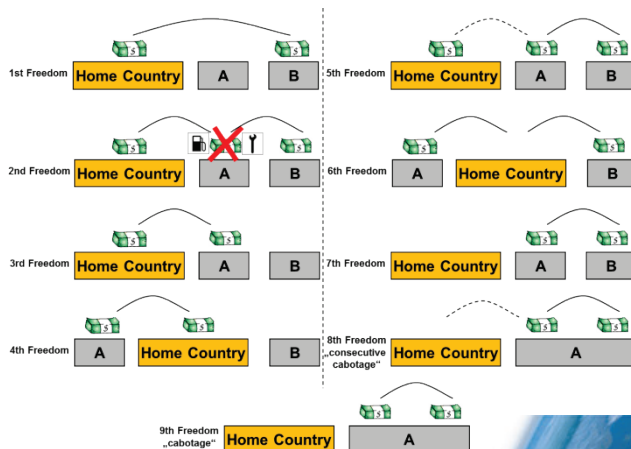 1st Freedom Home Country A B
2nd Freedom Home Country A B
3rd Freedom Home Country A B
4th Freedom A Home Country B
5th Freedom Home Country A B
6th Freedom A Home Country B
7th Freedom Home Country A B
8th Freedom
„consecutive
cabotage“
Home Country A
9th Freedom
„cabotage“
Home Country A
$ $
$ $ $
$ $
$ $
$ $ $
$ $
$ $
$ $
$ $